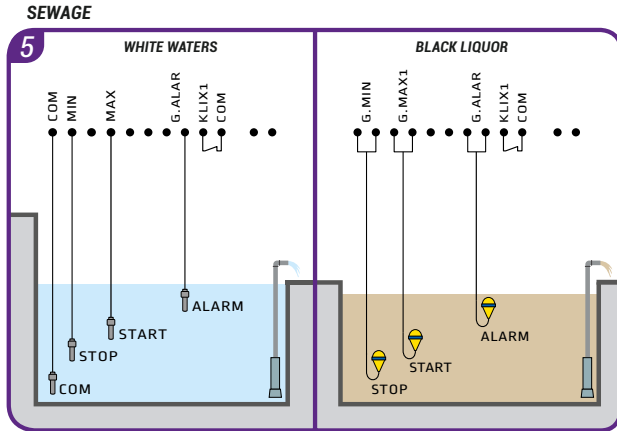 SEWAGE
5
WHITE WATERS
COM MIN MAX G.ALAR KLIX1 COM
ALARM
START
STOP
COM
BLACK LIQUOR
G.MIN G.MAX1 G.ALAR KLIX1 COM
ALARM
START
STOP